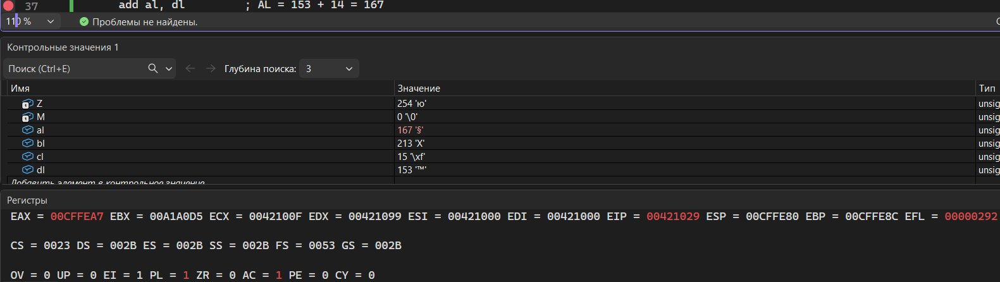 37 add al, dl ; AL = 153 + 14 = 167
110 % Проблемы не найдены.
Контрольные значения 1
Поиск (Ctrl+E) Глубина поиска: 3
Имя Значение Тип
Z 254 'ю' unsig
M 0 '\0' unsig
al 167 '§' unsig
bl 213 'Х' unsig
cl 15 '\xf' unsig
dl 153 '™' unsig
Добавить элемент в контрольное значение
Регистры
EAX = 00CFFEA7 EBX = 00A1A0D5 ECX = 0042100F EDX = 00421099 ESI = 00421000 EDI = 00421000 EIP = 00421029 ESP = 00CFFE80 EBP = 00CFFE8C EFL = 00000292
CS = 0023 DS = 002B ES = 002B SS = 002B FS = 0053 GS = 002B
OV = 0 UP = 0 EI = 1 PL = 1 ZR = 0 AC = 1 PE = 0 CY = 0